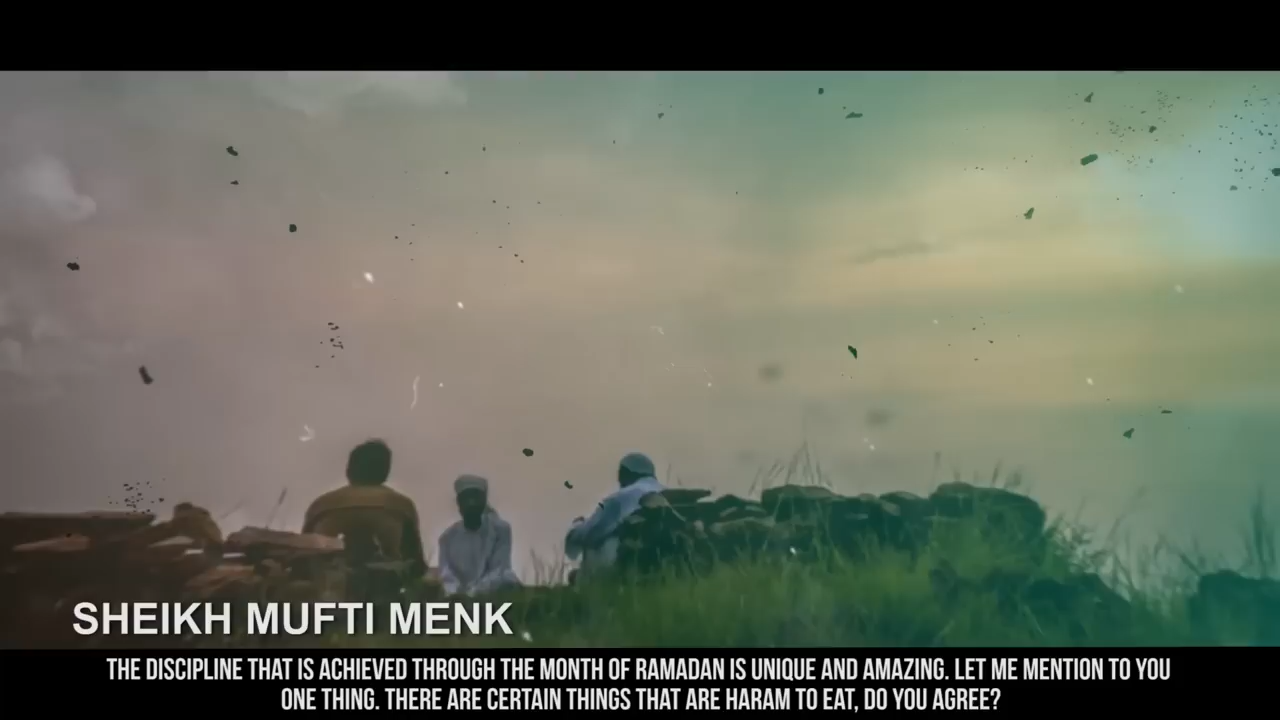 SHEIKH MUFTI MENK
THE DISCIPLINE THAT IS ACHIEVED THROUGH THE MONTH OF RAMADAN IS UNIQUE AND AMAZING. LET ME MENTION TO YOU
ONE THING. THERE ARE CERTAIN THINGS THAT ARE HARAM TO EAT, DO YOU AGREE?